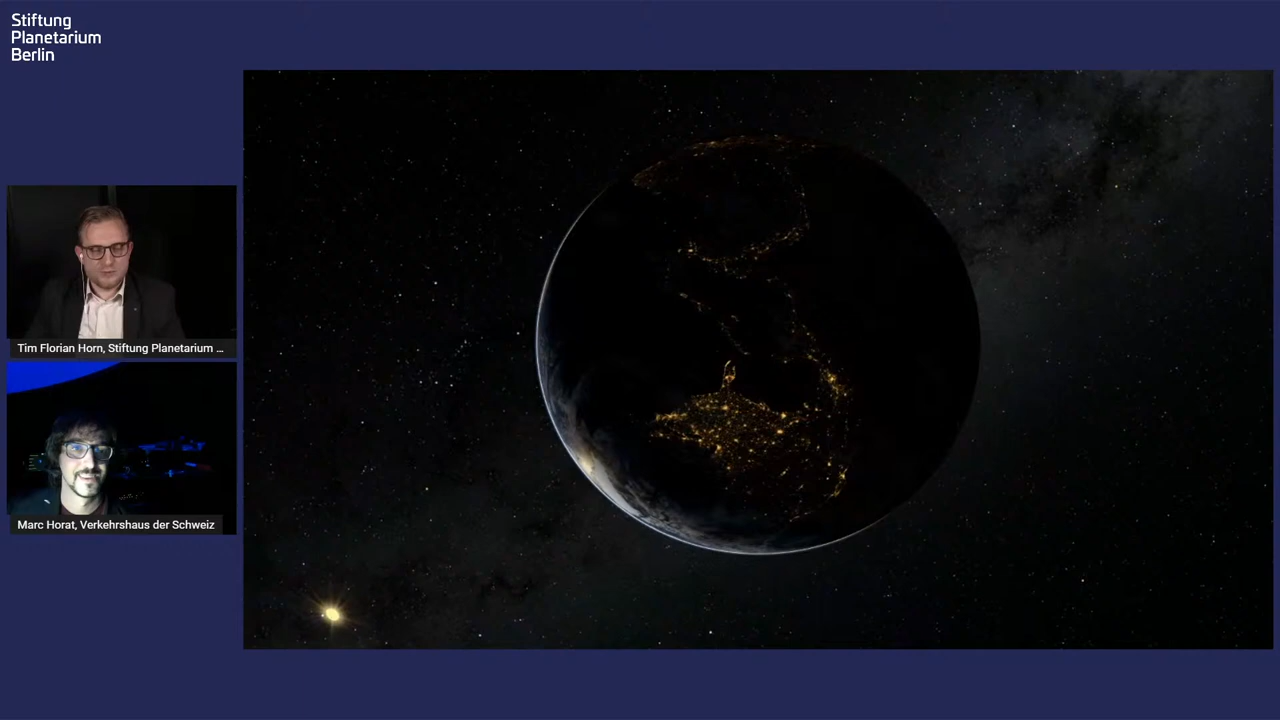 Stiftung
Planetarium
Berlin
Tim Florian Horn, Stiftung Planetarium ...
Marc Horat, Verkehrshaus der Schweiz